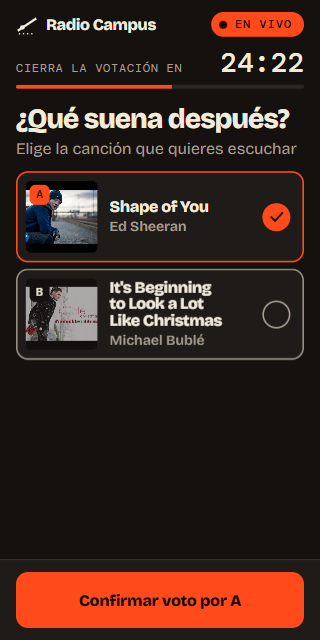 Radio Campus
EN VIVO
CIERRA LA VOTACIÓN EN
24:22
¿Qué suena después?
Elige la canción que quieres escuchar
A
Shape of You
Ed Sheeran
B
It's Beginning
to Look a Lot
Like Christmas
Michael Bublé
Confirmar voto por A